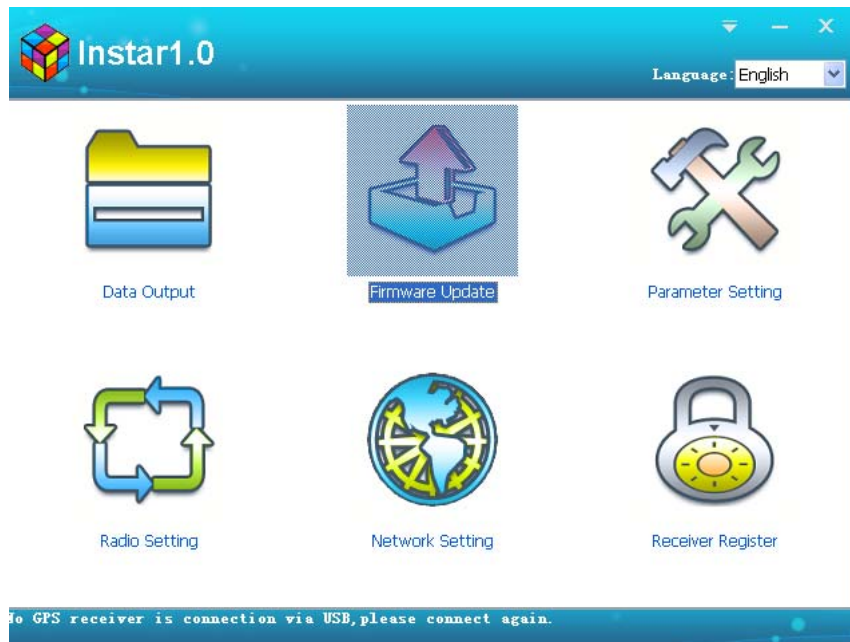 Instar1.0
Language: English
Data Output
Firmware Update
Parameter Setting
Radio Setting
Network Setting
Receiver Register
GPS receiver is connection via USB,please connect again.